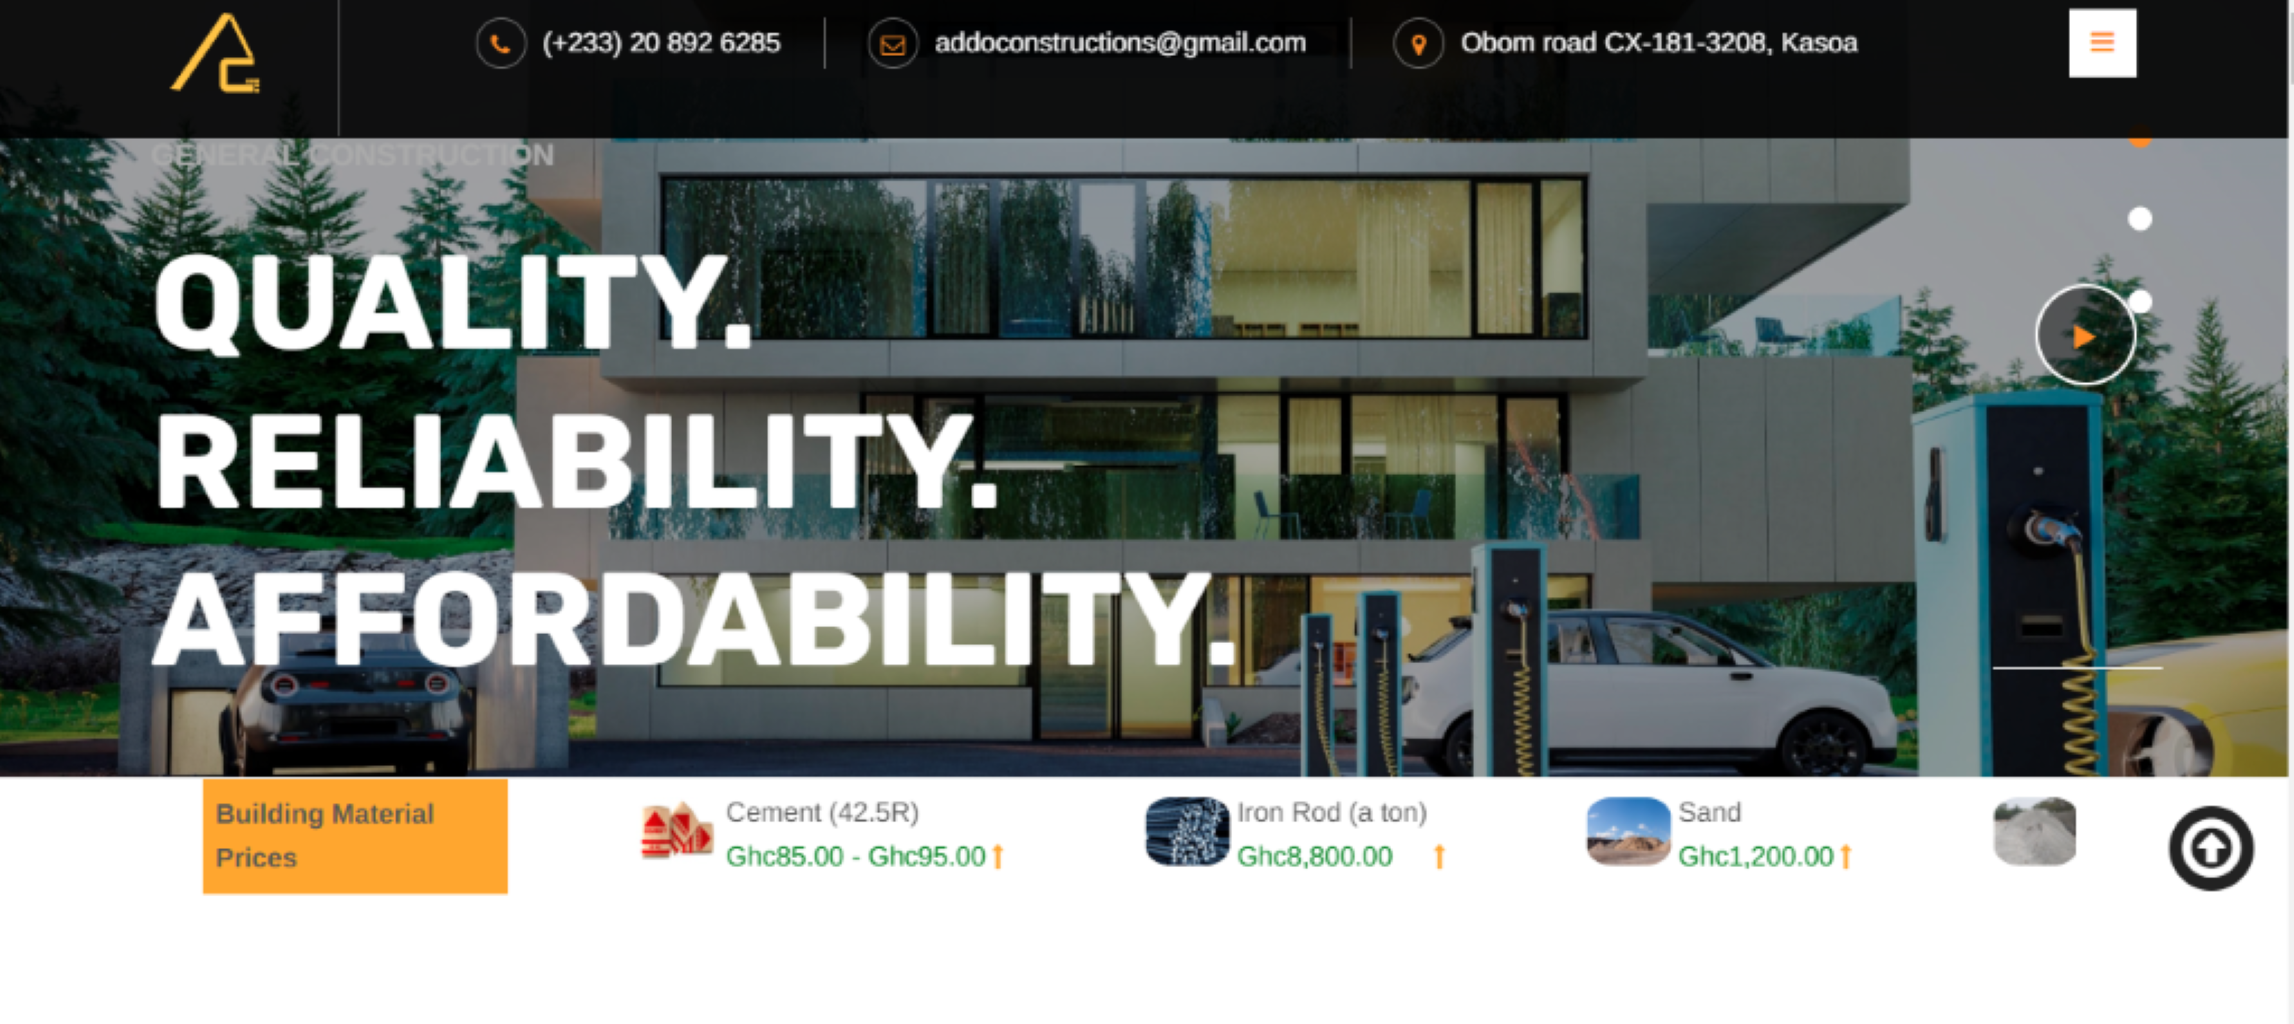 (+233) 20 892 6285
addoconstructions@gmail.com
Obom road CX-181-3208, Kasoa
GENERAL CONSTRUCTION
QUALITY.
RELIABILITY.
AFFORDABILITY.
Building Material
Prices
Cement (42.5R)
Ghc85.00 - Ghc95.00
Iron Rod (a ton)
Ghc8,800.00
Sand
Ghc1,200.00